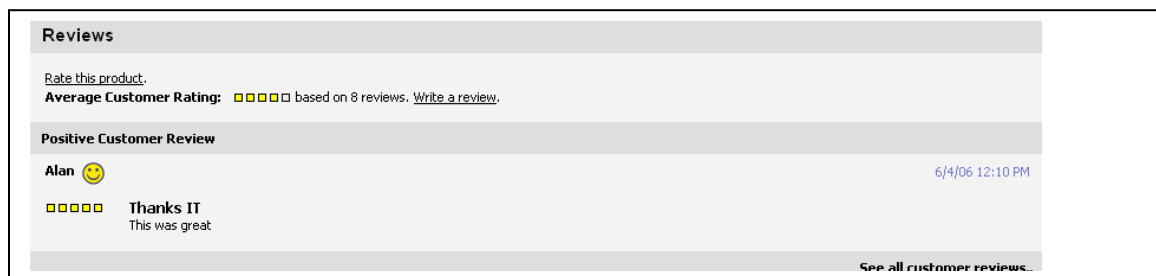 Reviews
Rate this product.
Average Customer Rating: based on 8 reviews. Write a review.
Positive Customer Review
Alan 6/4/06 12:10 PM
Thanks IT
This was great
See all customer reviews..